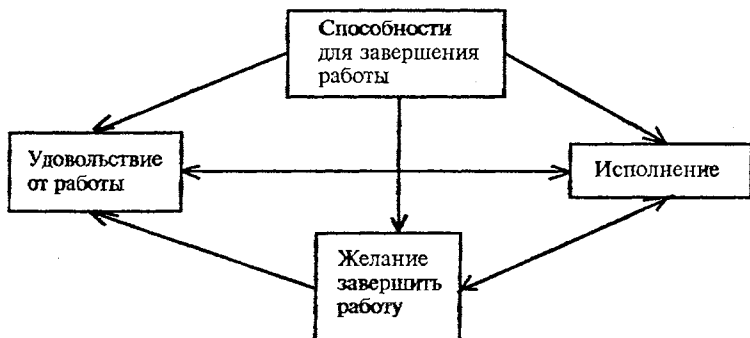 Способности
для завершения
работы
Удовольствие
от работы
Исполнение
Желание
завершить
работу